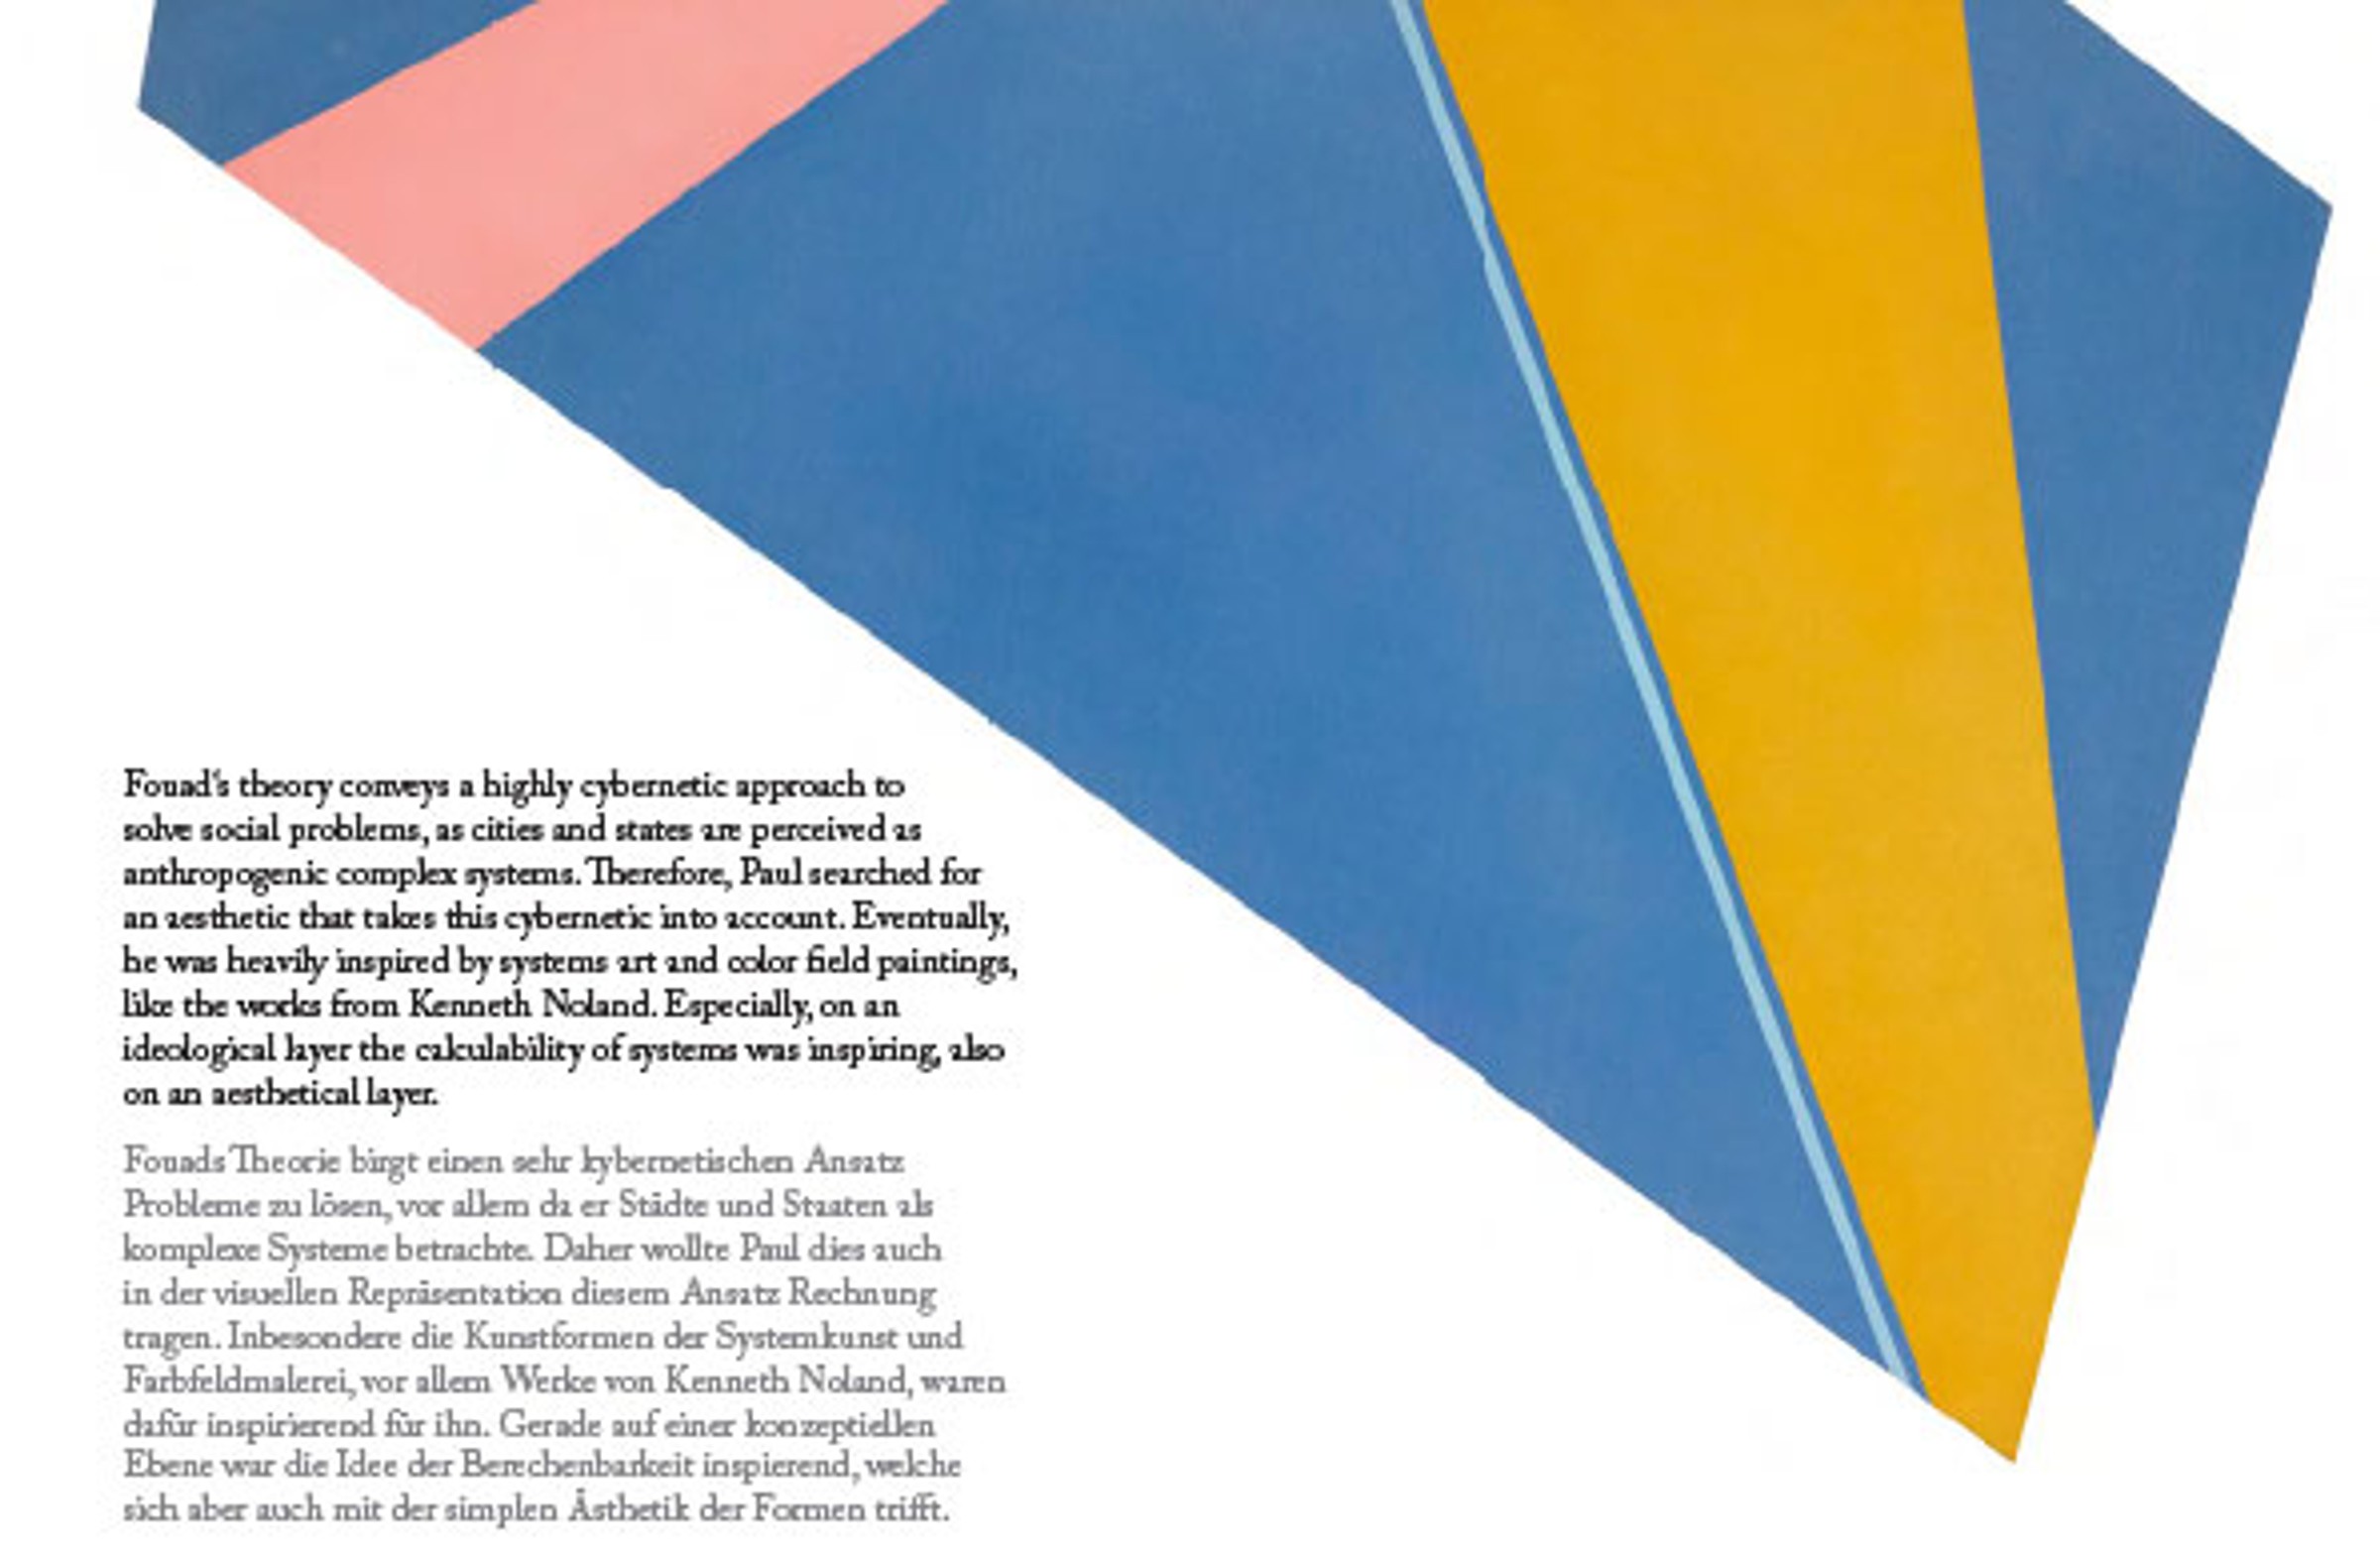 Fouad's theory conveys a highly cybernetic approach to
solve social problems, as cities and states are perceived as
anthropogenic complex systems. Therefore, Paul searched for
an aesthetic that takes this cybernetic into account. Eventually,
he was heavily inspired by systems art and color field paintings,
like the works from Kenneth Noland. Especially, on an
ideological layer the calculability of systems was inspiring, also
on an aesthetical layer.
Fouads Theorie birgt einen sehr kybernetischen Ansatz
Probleme zu lösen, vor allem da er Städte und Staaten als
komplexe Systeme betrachte. Daher wollte Paul dies auch
in der visuellen Repräsentation diesem Ansatz Rechnung
tragen. Inbesondere die Kunstformen der Systemkunst und
Farbfeldmalerei, vor allem Werke von Kenneth Noland, waren
dafür inspirierend für ihn. Gerade auf einer konzeptiellen
Ebene war die Idee der Berechenbarkeit inspierend, welche
sich aber auch mit der simplen Ästhetik der Formen trifft.